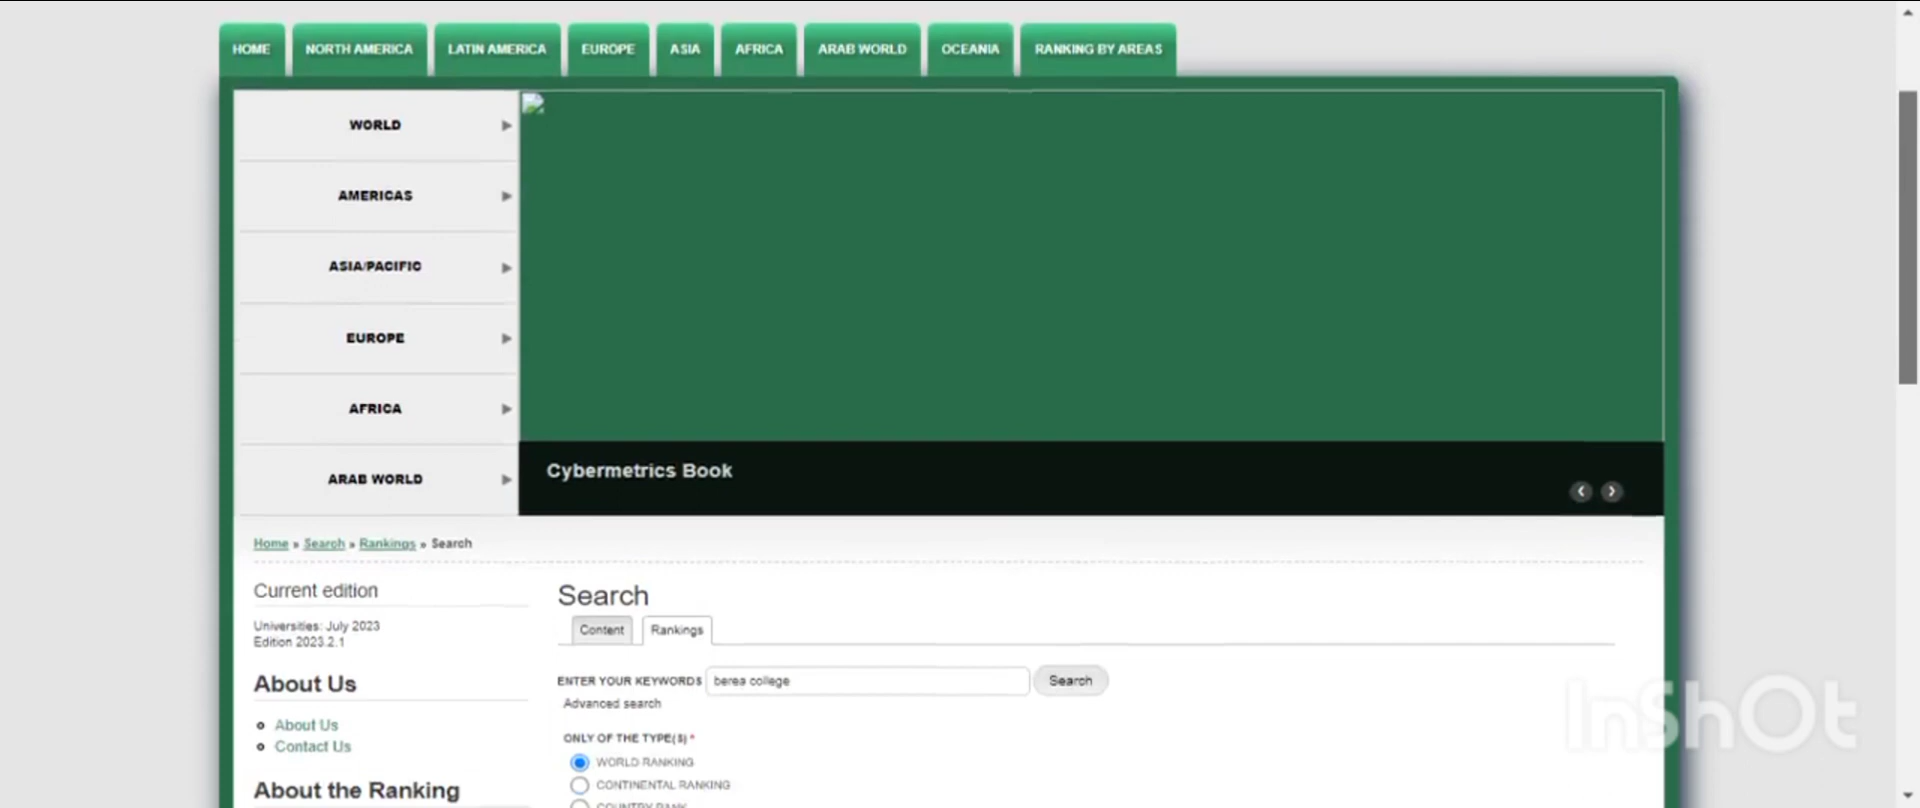 HOME NORTH AMERICA LATIN AMERICA EUROPE ASIA AFRICA ARAB WORLD OCEANIA RANKING BY AREAS
WORLD
AMERICAS
ASIA/PACIFIC
EUROPE
AFRICA
ARAB WORLD
Cybermetrics Book
Home » Search » Rankings » Search
Current edition
Universities: July 2023
Edition 2023.2.1
About Us
About Us
Contact Us
About the Ranking
Search
Content Rankings
ENTER YOUR KEYWORDS berea college Search
Advanced search
ONLY OF THE TYPE(S) *
WORLD RANKING
CONTINENTAL RANKING
COUNTRY RANK
InShOt